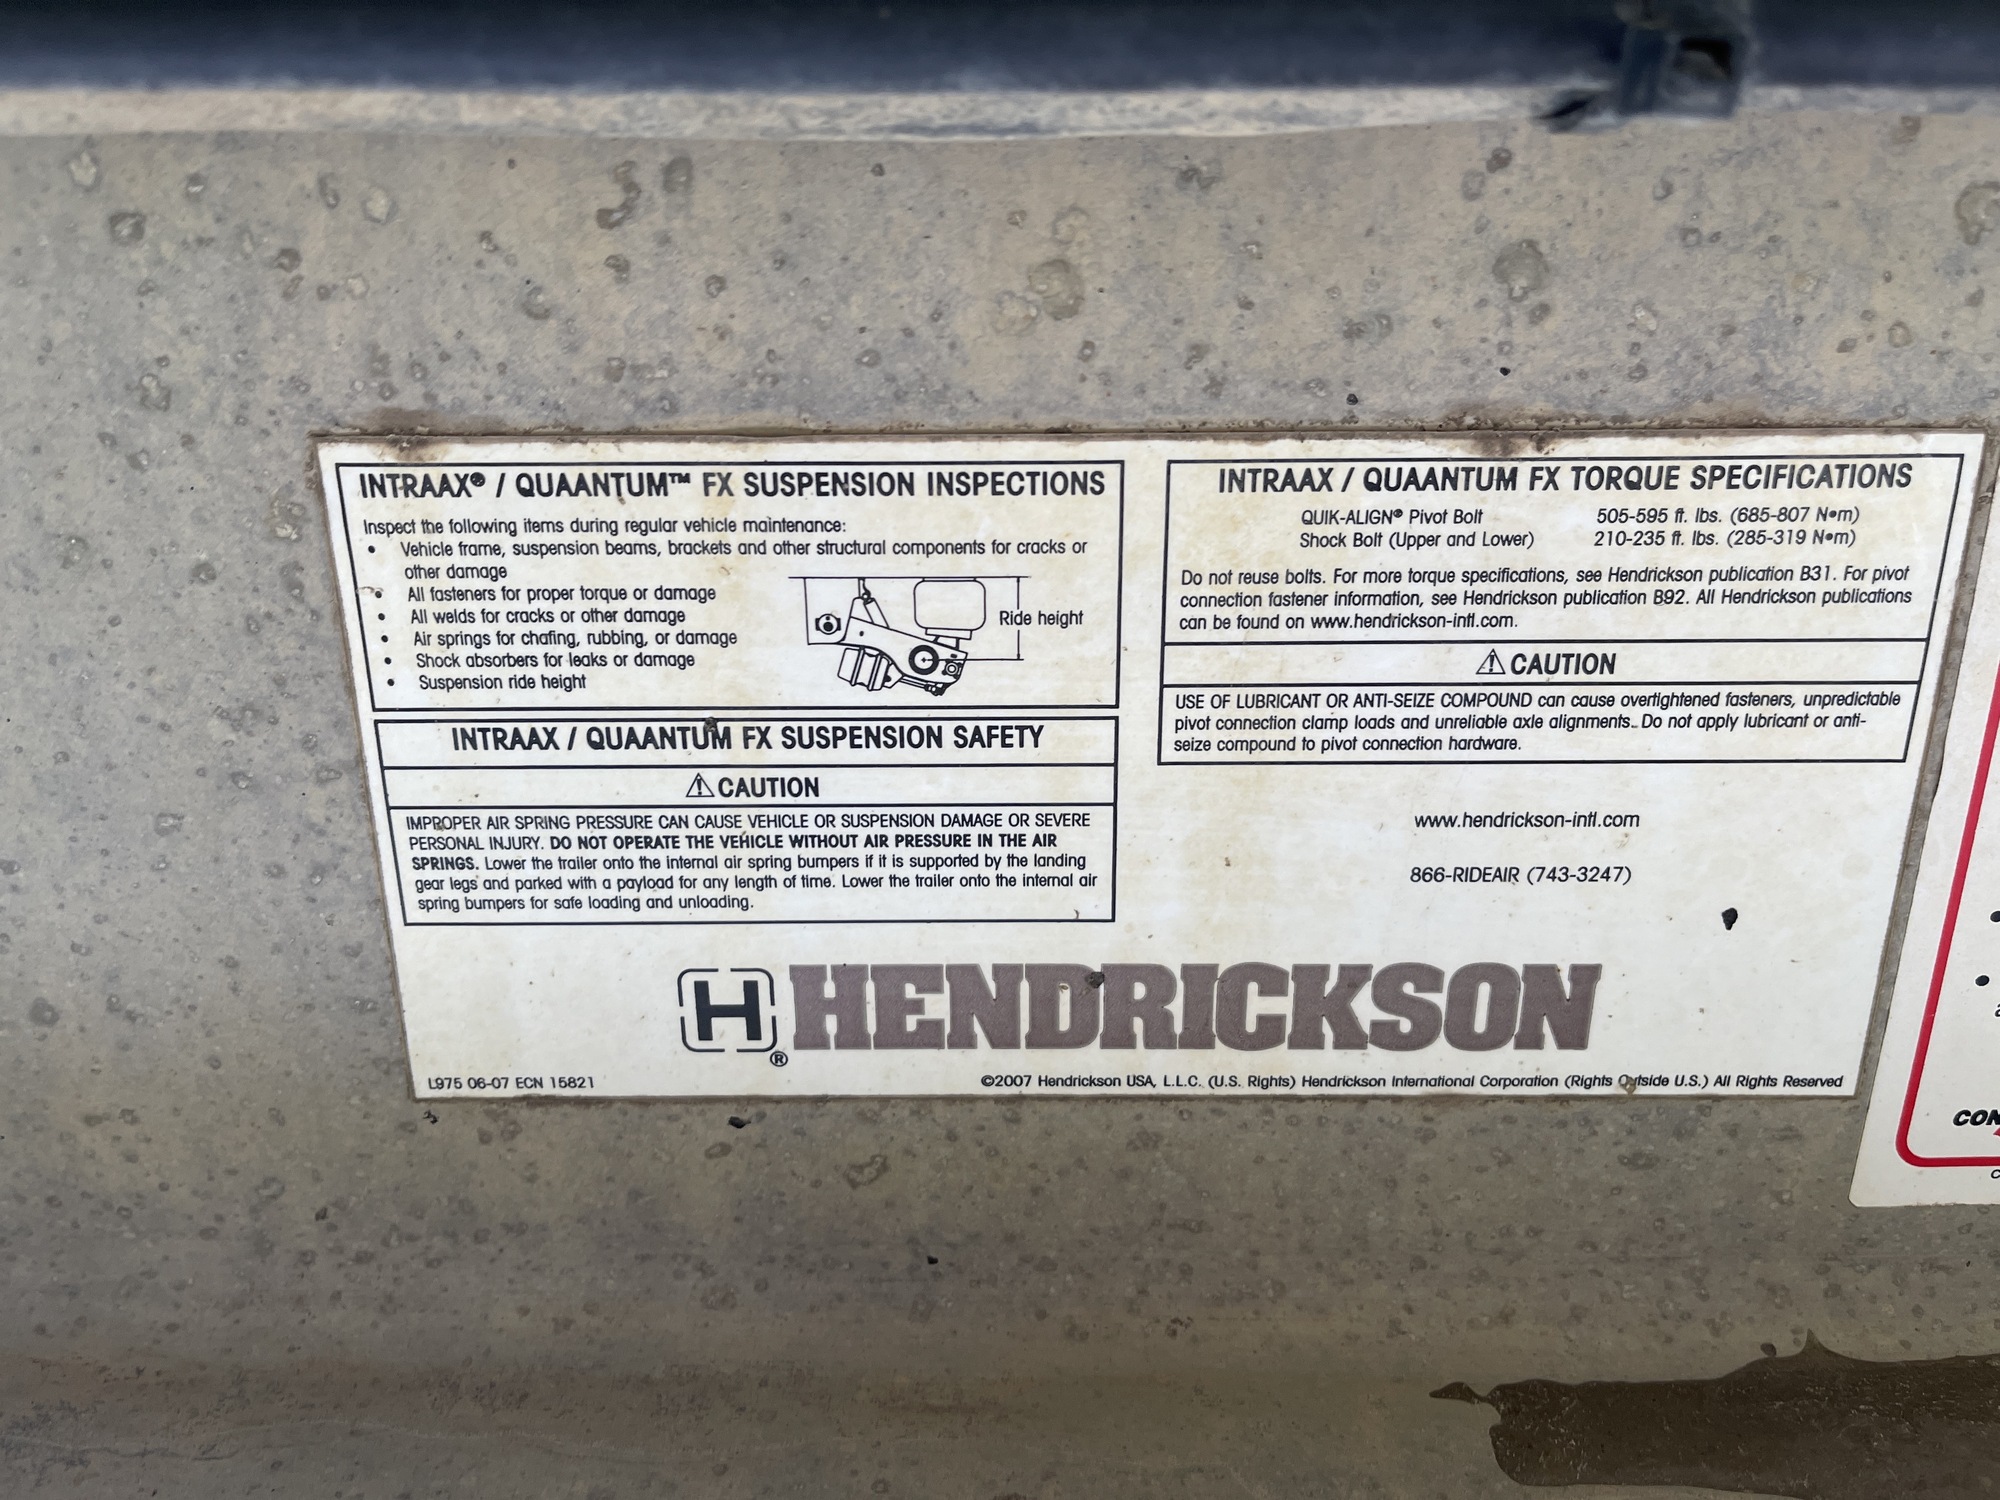 INTRAAX® / QUAANTUM™ FX SUSPENSION INSPECTIONS
Inspect the following items during regular vehicle maintenance:
• Vehicle frame, suspension beams, brackets and other structural components for cracks or
other damage
• All fasteners for proper torque or damage
• All welds for cracks or other damage
• Air springs for chafing, rubbing, or damage
• Shock absorbers for leaks or damage
• Suspension ride height
Ride height
INTRAAX / QUAANTUM FX SUSPENSION SAFETY
⚠ CAUTION
IMPROPER AIR SPRING PRESSURE CAN CAUSE VEHICLE OR SUSPENSION DAMAGE OR SEVERE
PERSONAL INJURY. DO NOT OPERATE THE VEHICLE WITHOUT AIR PRESSURE IN THE AIR
SPRINGS. Lower the trailer onto the internal air spring bumpers if it is supported by the landing
gear legs and parked with a payload for any length of time. Lower the trailer onto the internal air
spring bumpers for safe loading and unloading.
INTRAAX / QUAANTUM FX TORQUE SPECIFICATIONS
QUIK-ALIGN® Pivot Bolt 505-595 ft. lbs. (685-807 N•m)
Shock Bolt (Upper and Lower) 210-235 ft. lbs. (285-319 N•m)
Do not reuse bolts. For more torque specifications, see Hendrickson publication B31. For pivot
connection fastener information, see Hendrickson publication B92. All Hendrickson publications
can be found on www.hendrickson-intl.com.
⚠ CAUTION
USE OF LUBRICANT OR ANTI-SEIZE COMPOUND can cause overtightened fasteners, unpredictable
pivot connection clamp loads and unreliable axle alignments. Do not apply lubricant or anti-
seize compound to pivot connection hardware.
www.hendrickson-intl.com
866-RIDEAIR (743-3247)
H® HENDRICKSON
L975 06-07 ECN 15821
©2007 Hendrickson USA, L.L.C. (U.S. Rights) Hendrickson International Corporation (Rights Outside U.S.) All Rights Reserved
CON